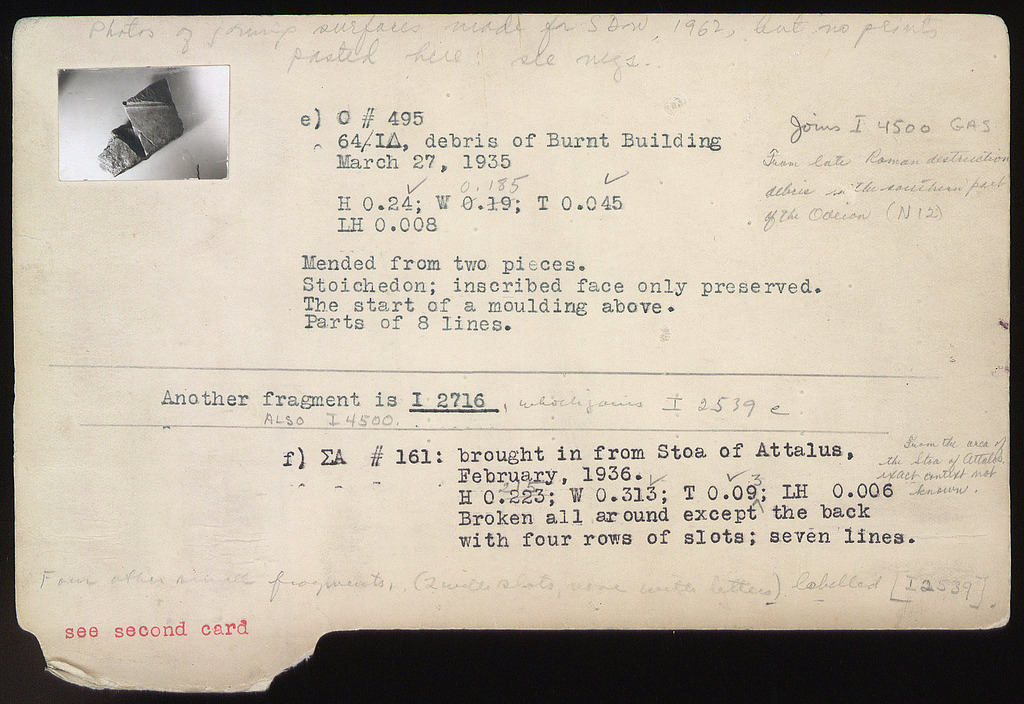 Photos of joining surfaces made for S Dow, 1962, but no prints
pasted here: see negs.
e) O # 495
64/ΙΔ, debris of Burnt Building
March 27, 1935
0.185
H 0.24; W 0.19; T 0.045
LH 0.008
Joins I 4500 GAS
From late Roman destruction
debris in the southern part
of the Odeion (N 12)
Mended from two pieces.
Stoichedon; inscribed face only preserved.
The start of a moulding above.
Parts of 8 lines.
Another fragment is I 2716, which joins I 2539 e
ALSO I 4500.
f) ΣΑ # 161: brought in from Stoa of Attalus,
February, 1936.
H 0.223; W 0.313; T 0.09; LH 0.006
3
Broken all around except the back
with four rows of slots; seven lines.
From the area of
the Stoa of Attalos,
exact context not
known.
Four other small fragments, (2 with slots, none with letters) labelled [I 2539].
see second card